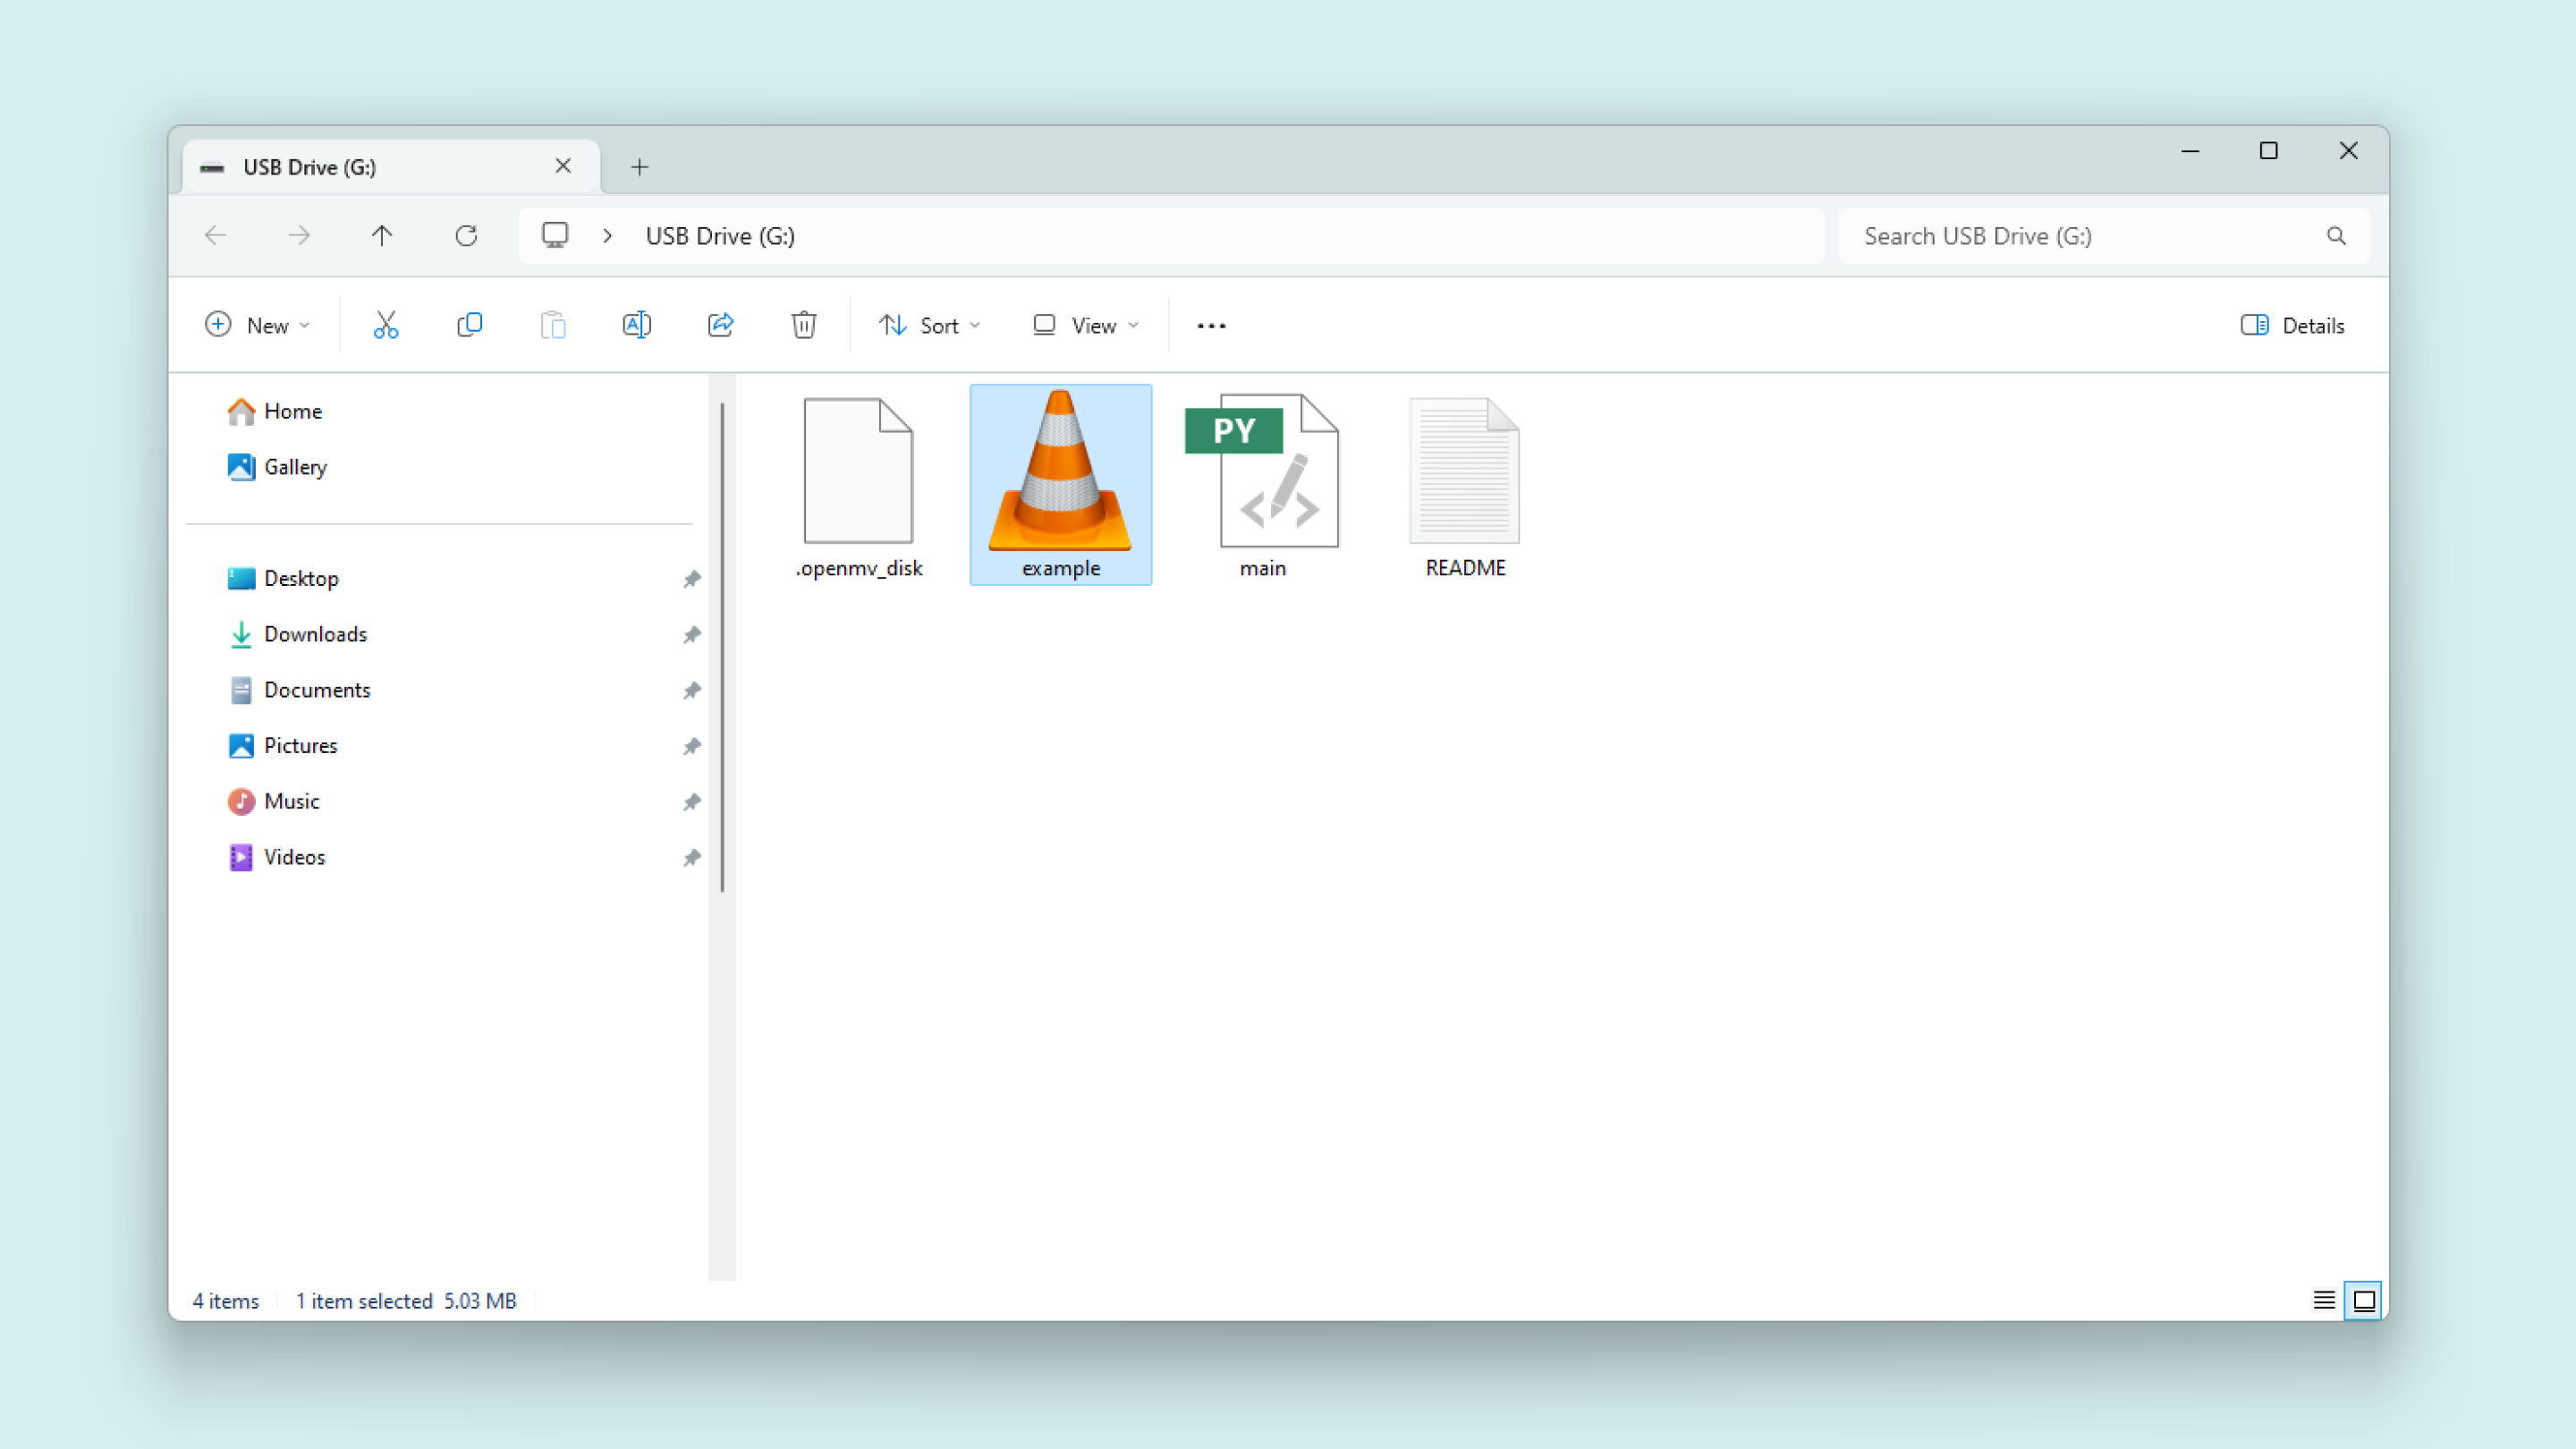 USB Drive (G:)
USB Drive (G:)
Search USB Drive (G:)
New
Sort
View
Details
Home
Gallery
Desktop
Downloads
Documents
Pictures
Music
Videos
PY
.openmv_disk
example
main
README
4 items
1 item selected 5.03 MB